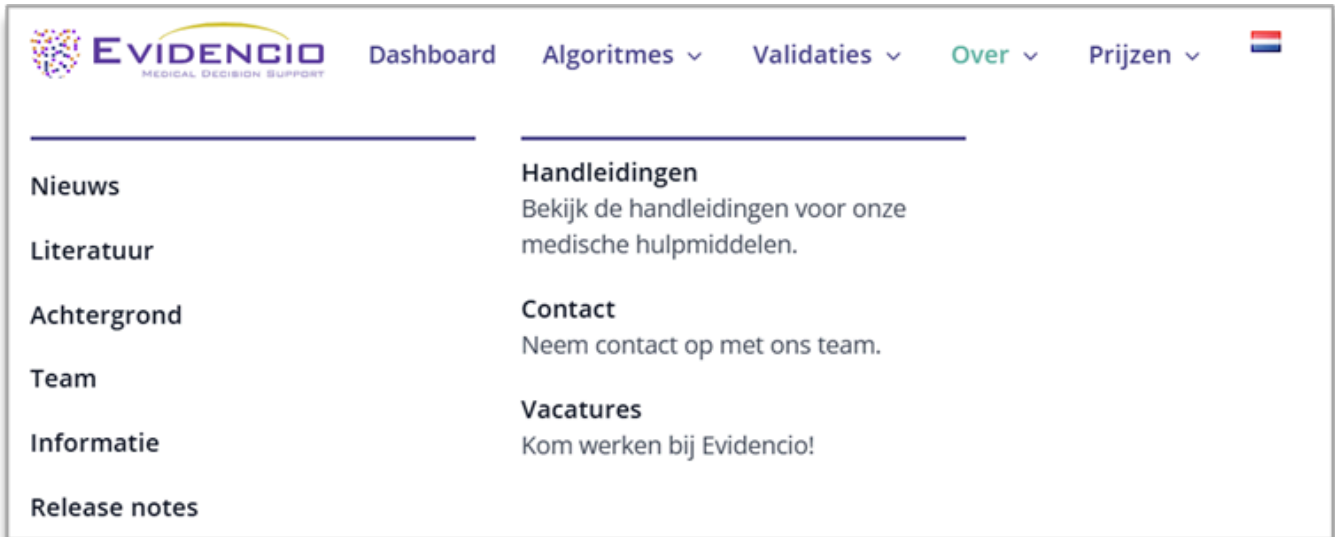 EVIDENCIO
MEDICAL DECISION SUPPORT
Dashboard Algoritmes Validaties Over Prijzen
Nieuws
Literatuur
Achtergrond
Team
Informatie
Release notes
Handleidingen
Bekijk de handleidingen voor onze
medische hulpmiddelen.
Contact
Neem contact op met ons team.
Vacatures
Kom werken bij Evidencio!